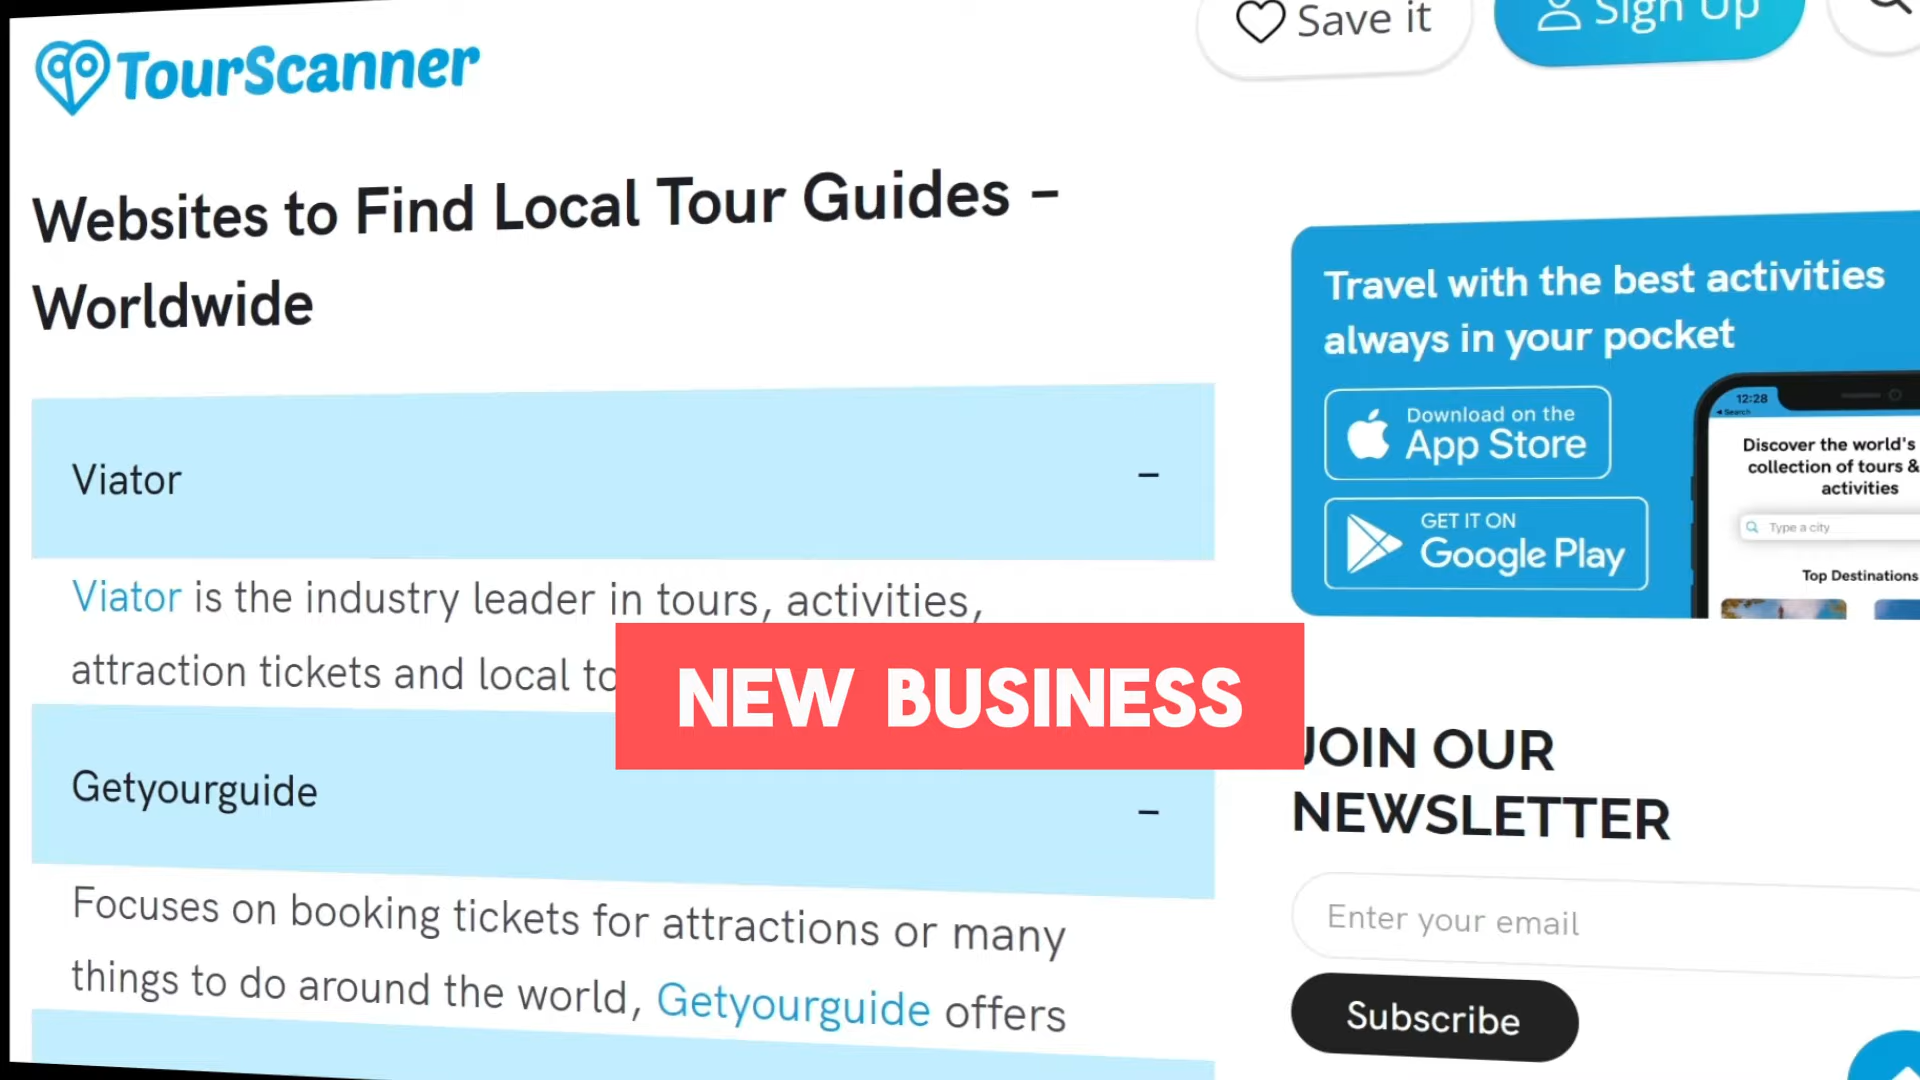 TourScanner
Save it
Sign Up
Websites to Find Local Tour Guides –
Worldwide
Viator
–
Viator is the industry leader in tours, activities,
attraction tickets and local to
NEW BUSINESS
Getyourguide
–
Focuses on booking tickets for attractions or many
things to do around the world, Getyourguide offers
Travel with the best activities
always in your pocket
Download on the
App Store
GET IT ON
Google Play
12:28
Search
Discover the world's
collection of tours &
activities
Type a city
Top Destinations
JOIN OUR
NEWSLETTER
Enter your email
Subscribe